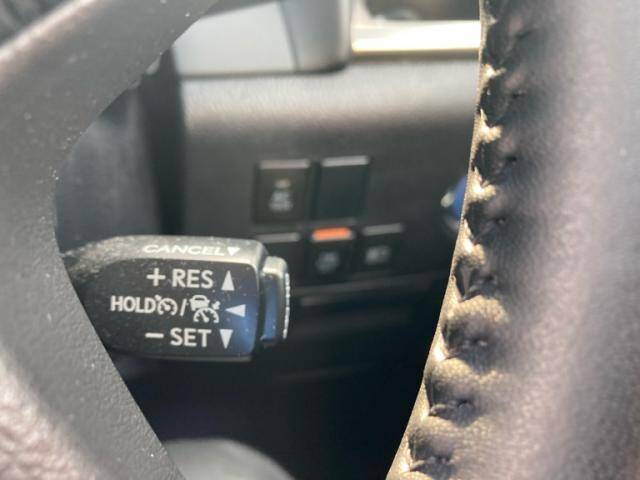 CANCEL▼
+ RES ▲
HOLD / ◄
− SET ▼